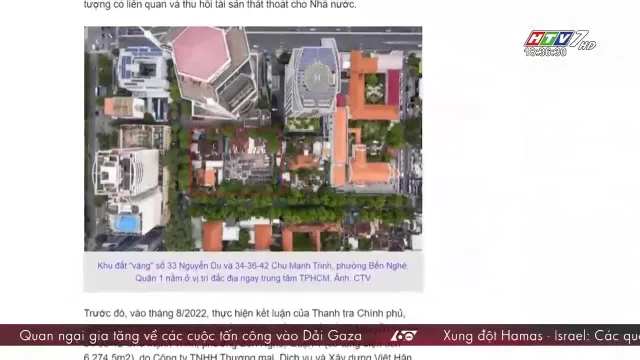 tượng có liên quan và thu hồi tài sản thất thoát cho Nhà nước.
HTV7 HD
18:36:30
Khu đất "vàng" số 33 Nguyễn Du và 34-36-42 Chu Mạnh Trinh, phường Bến Nghé
Quận 1 nằm ở vị trí đắc địa ngay trung tâm TPHCM. Ảnh: CTV
Trước đó, vào tháng 8/2022, thực hiện kết luận của Thanh tra Chính phủ,
Quan ngại gia tăng về các cuộc tấn công vào Dải Gaza
Xung đột Hamas - Israel: Các qu
6.274,5m2), do Công ty TNHH Thương mại, Dịch vụ và Xây dựng Việt Hân